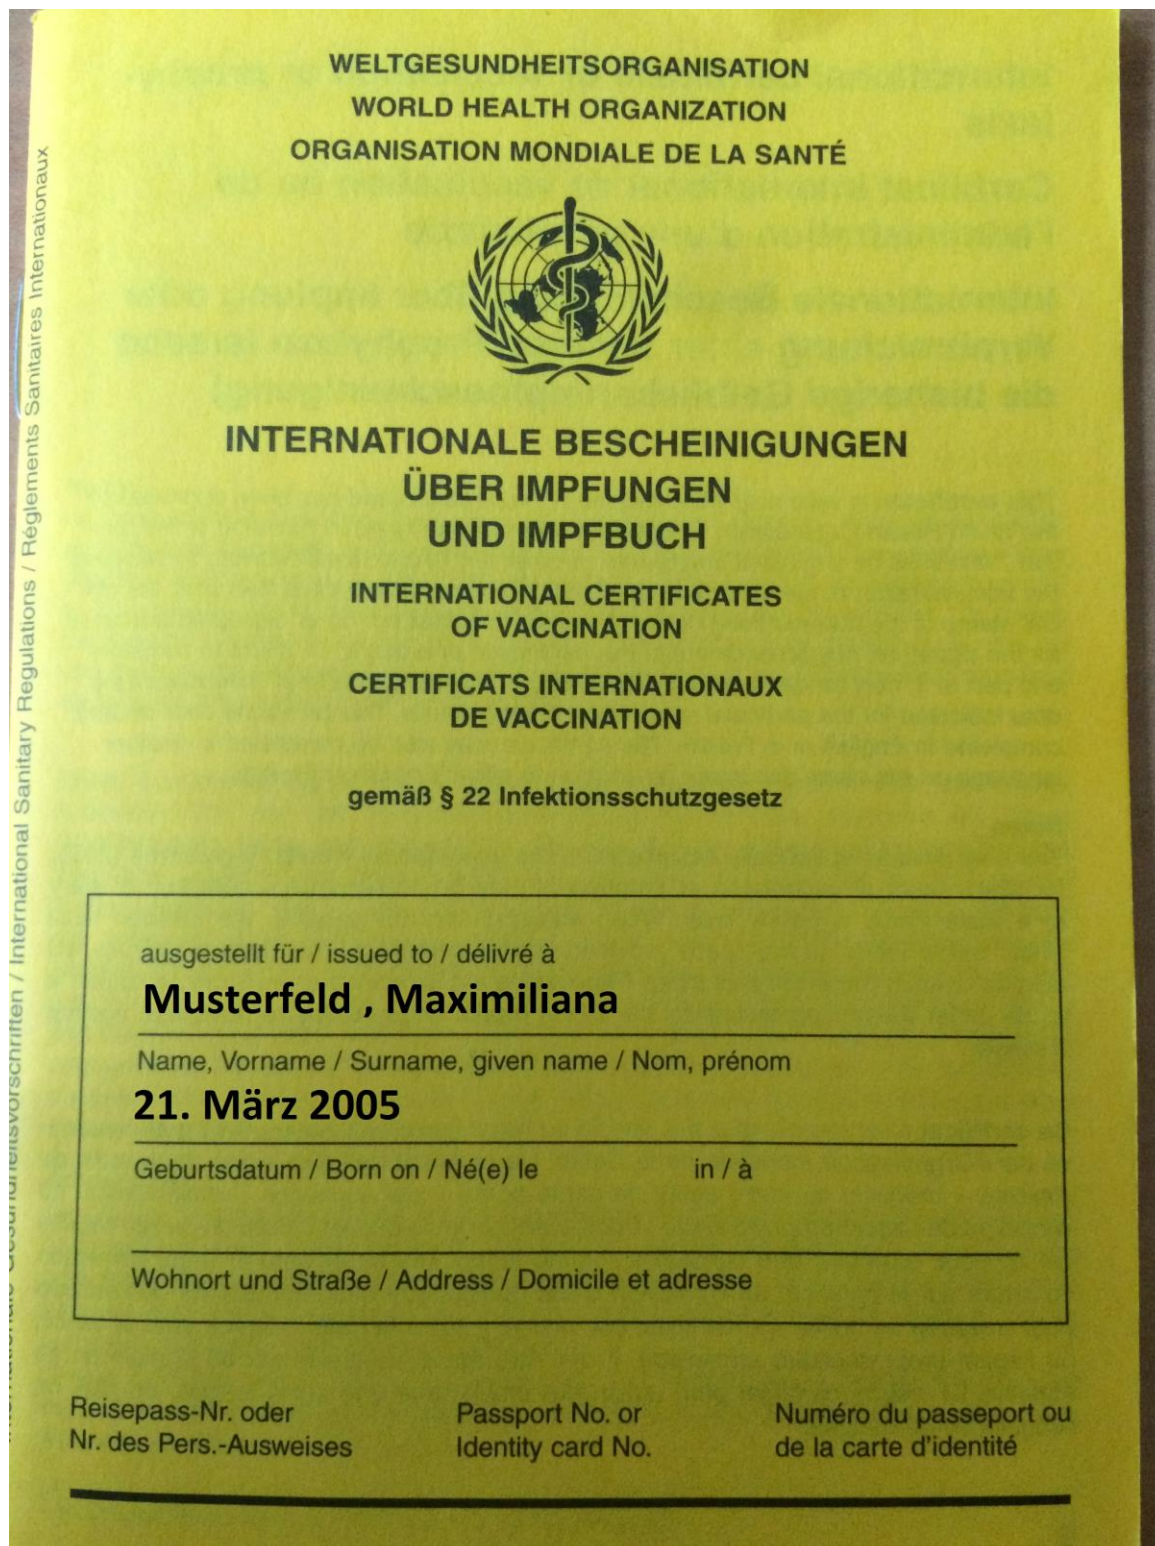 WELTGESUNDHEITSORGANISATION
WORLD HEALTH ORGANIZATION
ORGANISATION MONDIALE DE LA SANTÉ
INTERNATIONALE BESCHEINIGUNGEN
ÜBER IMPFUNGEN
UND IMPFBUCH
INTERNATIONAL CERTIFICATES
OF VACCINATION
CERTIFICATS INTERNATIONAUX
DE VACCINATION
gemäß § 22 Infektionsschutzgesetz
ausgestellt für / issued to / délivré à
Musterfeld , Maximiliana
Name, Vorname / Surname, given name / Nom, prénom
21. März 2005
Geburtsdatum / Born on / Né(e) le in / à
Wohnort und Straße / Address / Domicile et adresse
Reisepass-Nr. oder Passport No. or Numéro du passeport ou
Nr. des Pers.-Ausweises Identity card No. de la carte d'identité
Gesundheitsvorschriften / International Sanitary Regulations / Réglements Sanitaires Internationaux